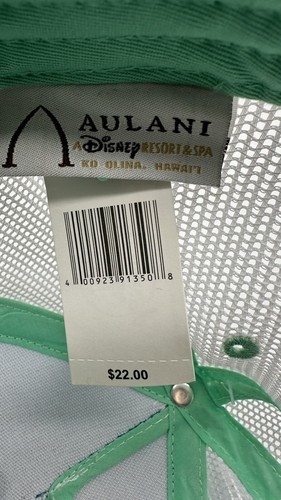 AULANI
A Disney RESORT & SPA
KO OLINA, HAWAI'I
4 00923 91350 8
$22.00